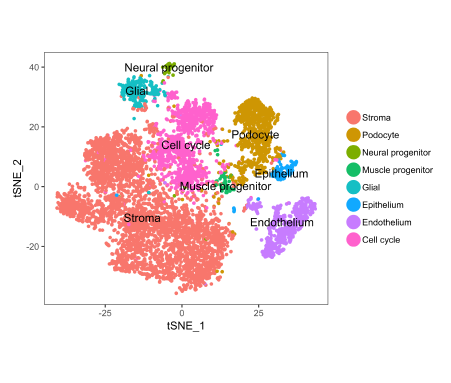 Neural progenitor
Glial
Podocyte
Cell cycle
Epithelium
Muscle progenitor
Stroma
Endothelium
40
20
0
-20
tSNE_2
-25
0
25
tSNE_1
Stroma
Podocyte
Neural progenitor
Muscle progenitor
Glial
Epithelium
Endothelium
Cell cycle